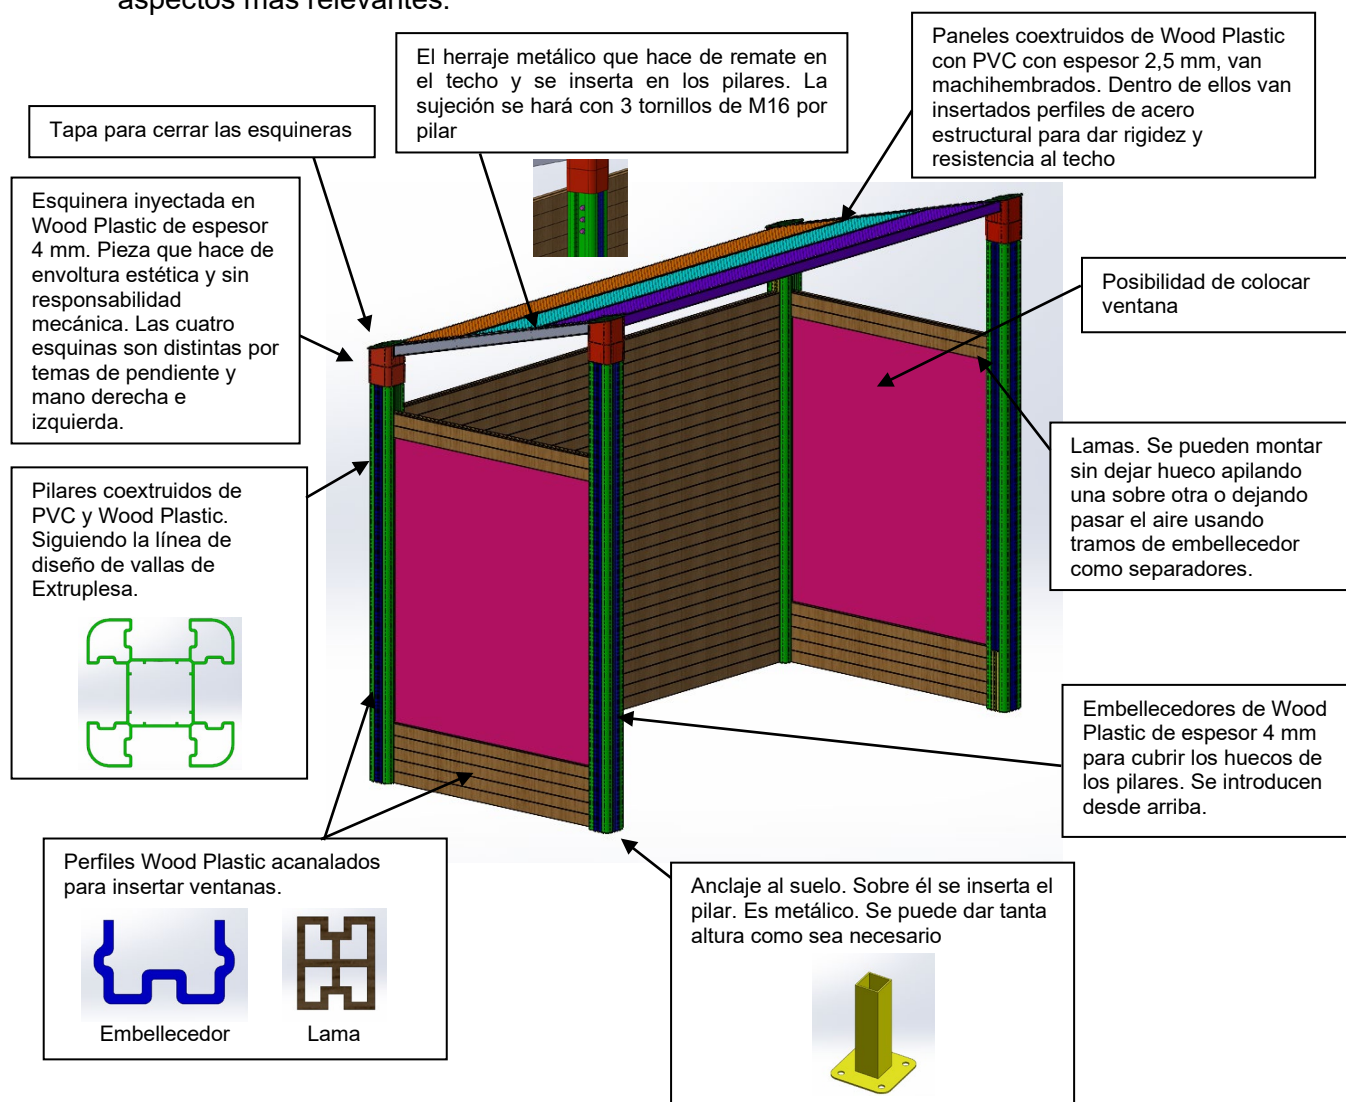 aspectos más relevantes.
El herraje metálico que hace de remate en
el techo y se inserta en los pilares. La
sujeción se hará con 3 tornillos de M16 por
pilar
Paneles coextruidos de Wood Plastic
con PVC con espesor 2,5 mm, van
machihembrados. Dentro de ellos van
insertados perfiles de acero
estructural para dar rigidez y
resistencia al techo
Tapa para cerrar las esquineras
Esquinera inyectada en
Wood Plastic de espesor
4 mm. Pieza que hace de
envoltura estética y sin
responsabilidad
mecánica. Las cuatro
esquinas son distintas por
temas de pendiente y
mano derecha e
izquierda.
Posibilidad de colocar
ventana
Lamas. Se pueden montar
sin dejar hueco apilando
una sobre otra o dejando
pasar el aire usando
tramos de embellecedor
como separadores.
Pilares coextruidos de
PVC y Wood Plastic.
Siguiendo la línea de
diseño de vallas de
Extruplesa.
Embellecedores de Wood
Plastic de espesor 4 mm
para cubrir los huecos de
los pilares. Se introducen
desde arriba.
Perfiles Wood Plastic acanalados
para insertar ventanas.
Embellecedor
Lama
Anclaje al suelo. Sobre él se inserta el
pilar. Es metálico. Se puede dar tanta
altura como sea necesario